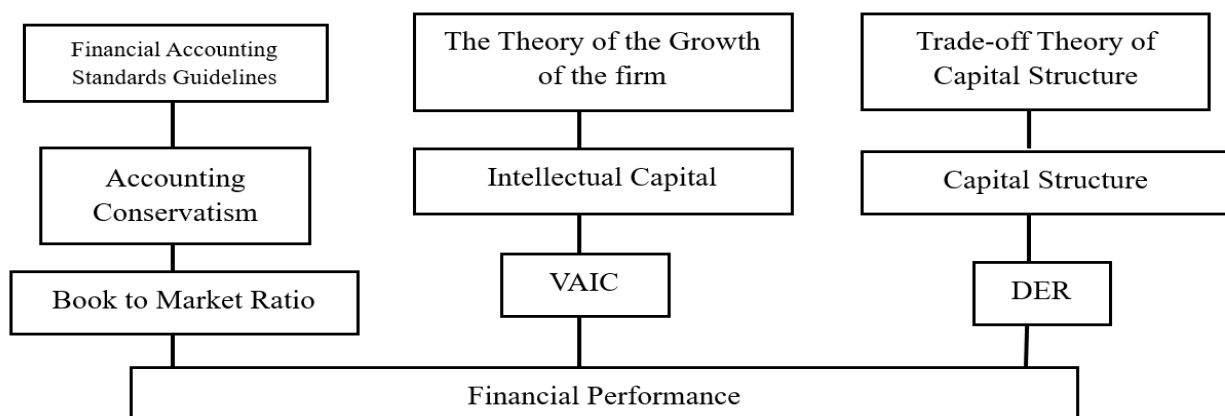 Financial Accounting
Standards Guidelines
The Theory of the Growth
of the firm
Trade-off Theory of
Capital Structure
Accounting
Conservatism
Intellectual Capital
Capital Structure
Book to Market Ratio
VAIC
DER
Financial Performance